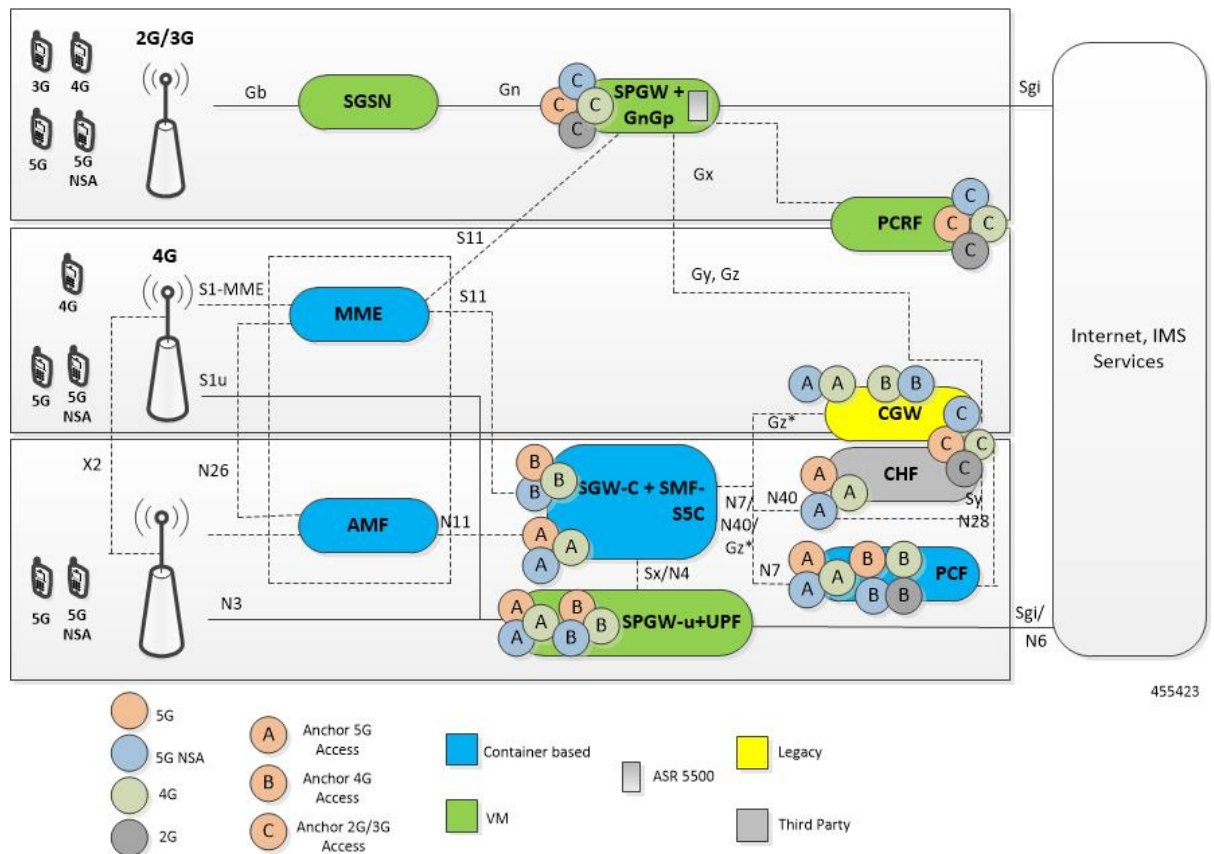 2G/3G
3G
4G
5G
5G
NSA
Gb
SGSN
Gn
C
C
C
C
SPGW +
GnGp
Sgi
Gx
PCRF
C
C
C
C
S11
4G
4G
S1-MME
MME
S11
Gy, Gz
5G
5G
NSA
S1u
Internet, IMS
Services
A
A
B
B
CGW
C
Gz*
C
C
C
X2
N26
B
B
B
SGW-C + SMF-
S5C
A
A
A
CHF
N7/
N40/
Gz*
N40
Sy
N28
AMF
N11
A
A
A
Sx/N4
N7
A
A
A
B
B
B
B
PCF
5G
5G
NSA
N3
A
A
A
B
B
B
SPGW-u+UPF
Sgi/
N6
455423
5G
5G NSA
4G
2G
A
Anchor 5G
Access
B
Anchor 4G
Access
C
Anchor 2G/3G
Access
Container based
VM
ASR 5500
Legacy
Third Party